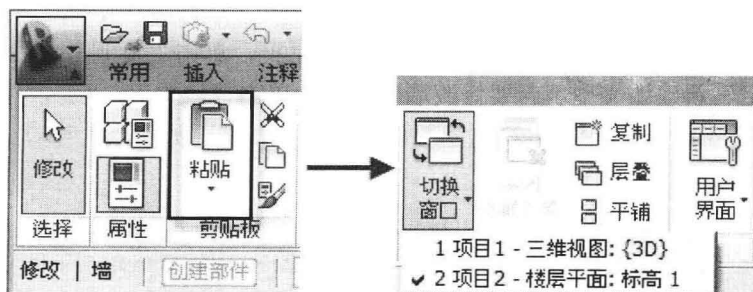 常用 插入 注释
修改
粘贴
选择 属性 剪贴板
修改 | 墙 创建部件
切换
窗口
复制
层叠
平铺
用户
界面
1 项目1 - 三维视图: {3D}
✓ 2 项目2 - 楼层平面: 标高 1